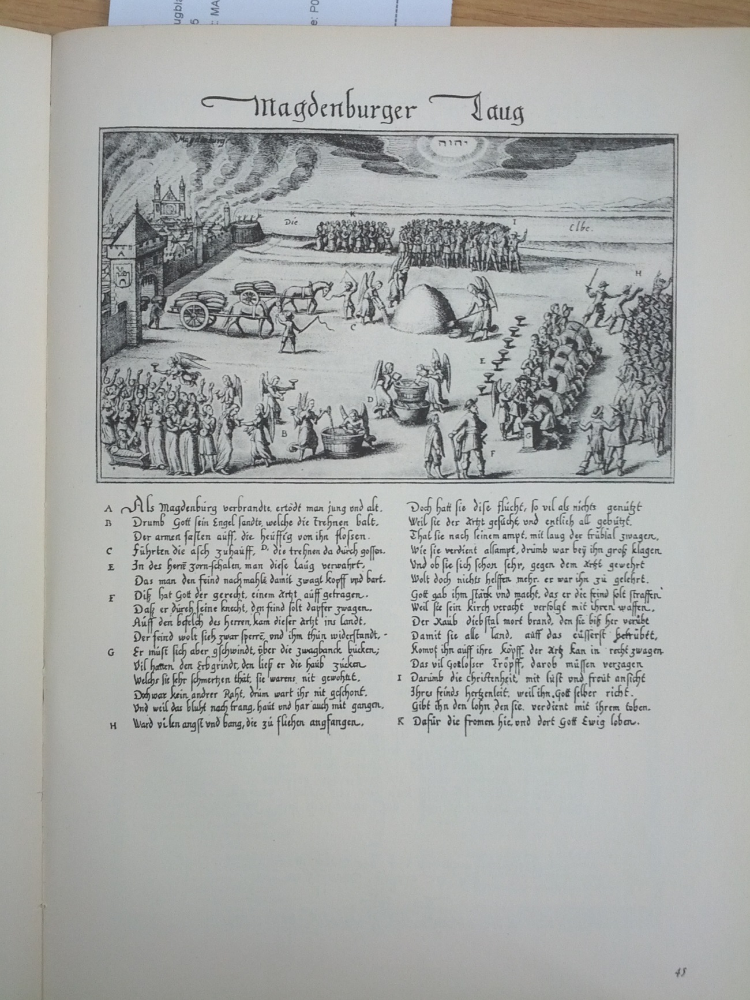 ugbla
5
: MA
e: P0
Magdenburger Laug
Magdenburg
יהוה
Die
K
I
Elbe.
A
H
C
E
D
B
G
F
A Als Magdenburg verbrandte, ertödt man jung vnd alt.
B Drumb Gott sein Engel sandte, welche die trehnen balt.
Der armen fasten auff, die heuffig von ihn flossen.
C Führten die asch zuhauff, D. die trehnen da durch gossen.
E In des herrē zorn-schalen, man diese Laug verwahrt,
Das man den feind nachmahls damit zwagt kopff vnd bart.
F Diß hat Gott der gerecht, einem Artzt auff getragen.
Daß er durch seine knecht, den feind solt dapfer zwagen.
Auff den befelch des herren, kam dieser Artzt ins landt.
Der feind wolt sich zwar sperrē, vnd ihm thun widerstandt, -
G Er must sich aber gschwindt, vber die zwagbanck bucken;
Vil hatten den Erbgrindt, den ließ er die haub zucken
Welchs sie sehr schmertzen thät, sie warens nit gewohnt.
Doch war kein andrer Raht, drum wart ihr nit geschont.
Vnd weil das bluht nach trang, haut vnd har auch mit gangen,
H Ward vilen angst vnd bang, die zu fliehen angfangen.
Doch hatt sie dise flucht, so vil als nichts genützt
Weil sie der Artzt gesucht, vnd entlich all gebützt.
That sie nach seinem ampt, mit laug der trübsal zwagen,
Wie sie verdient allsampt, drumb war bey ihn groß klagen
Vnd ob sie sich schon sehr, gegen dem Artzt gewehrt
Wolt doch nichts helffen mehr, er war ihn zu gelehrt.
Gott gab ihm stärk vnd macht, das er die feind solt straffen
Weil sie sein kirch veracht verfolgt mit ihren waffen.
Der Raub diebstal mort brand, den sie biß her verübt
Damit sie alle land, auff das eüsserst betrübet,
Kompt ihn auff ihre köpff, der Artz kan in recht zwagen
Das vil Gotloser Tröpff, darob müssen verzagen
I Darumb die christenheit, mit lust vnd freut ansicht
Ihres feinds hertzenleit, weil ihn Gott selber richt.
Gibt ihn den lohn den sie, verdient mit ihrem toben.
K Dafür die fromen hie, vnd dort Gott Ewig loben.
45